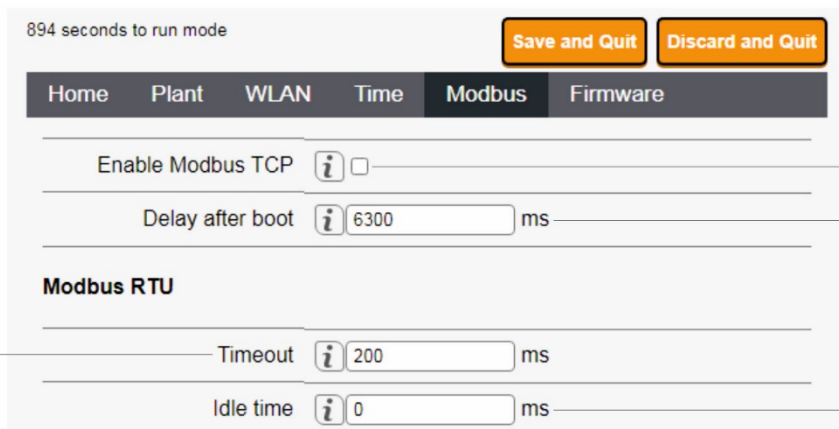 894 seconds to run mode
Save and Quit Discard and Quit
Home Plant WLAN Time Modbus Firmware
Enable Modbus TCP i
Delay after boot i 6300 ms
Modbus RTU
Timeout i 200 ms
Idle time i 0 ms